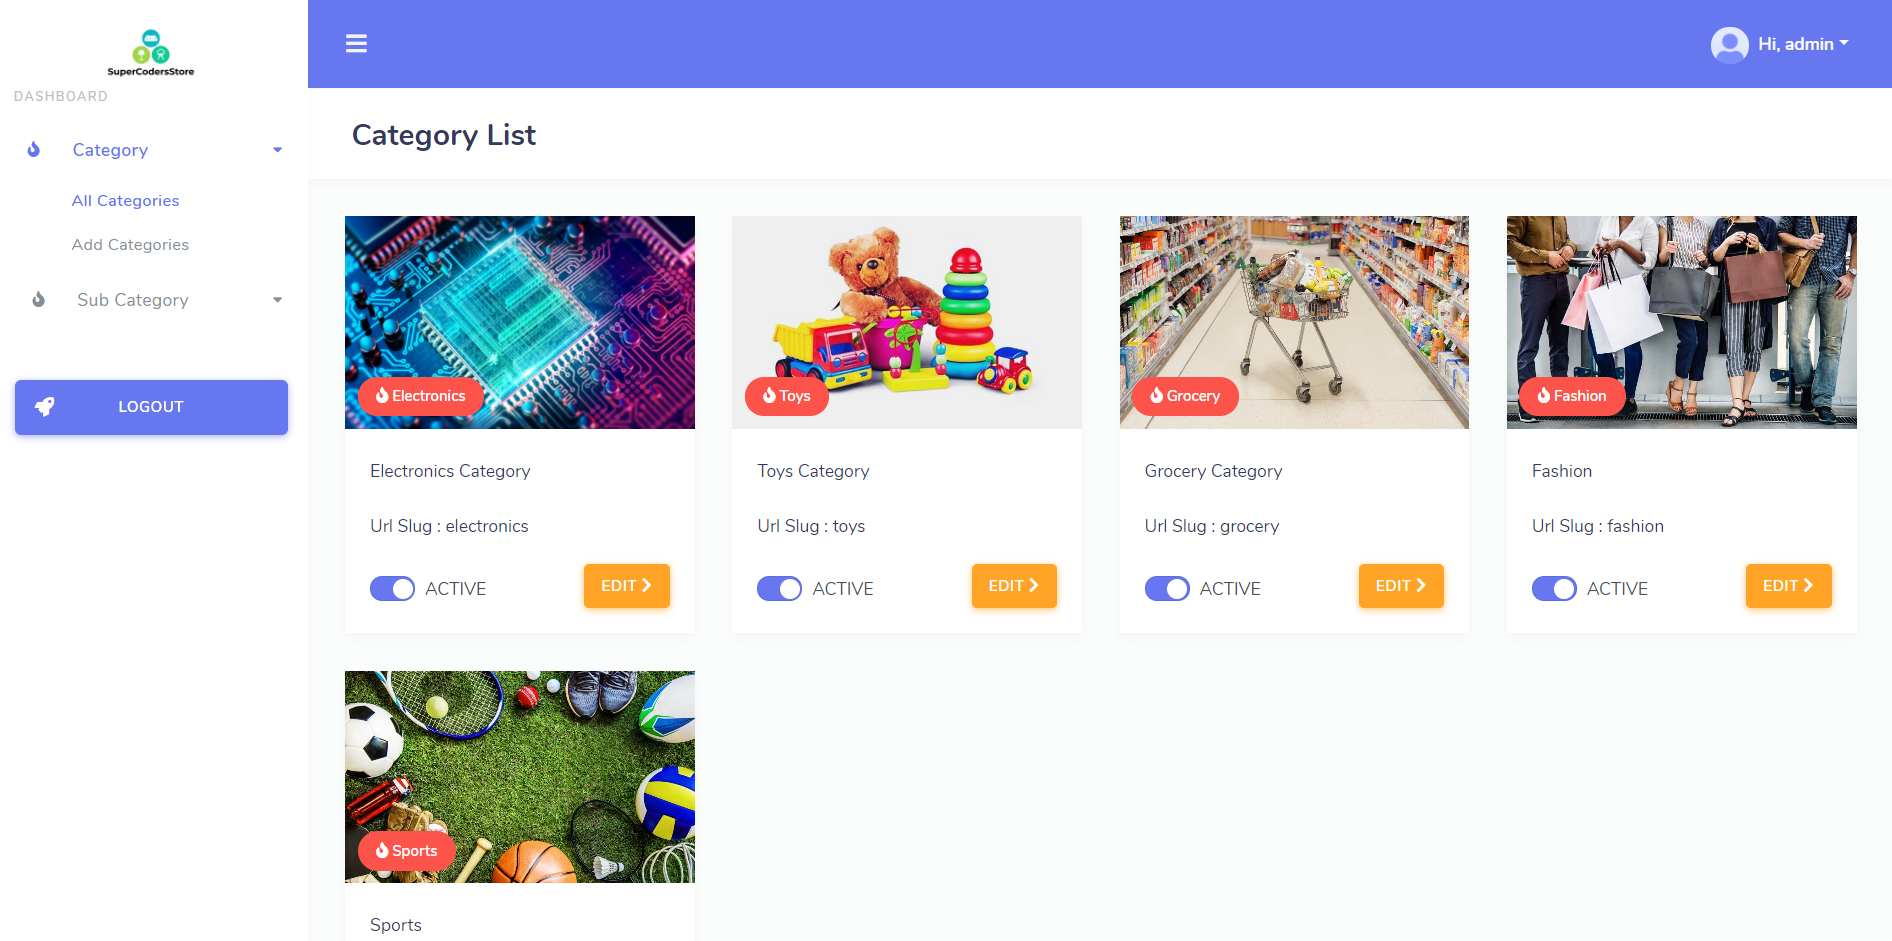 SuperCodersStore
DASHBOARD
Category
All Categories
Add Categories
Sub Category
LOGOUT
Hi, admin
Category List
Electronics
Electronics Category
Url Slug : electronics
ACTIVE
EDIT
Toys
Toys Category
Url Slug : toys
ACTIVE
EDIT
Grocery
Grocery Category
Url Slug : grocery
ACTIVE
EDIT
Fashion
Fashion
Url Slug : fashion
ACTIVE
EDIT
Sports
Sports